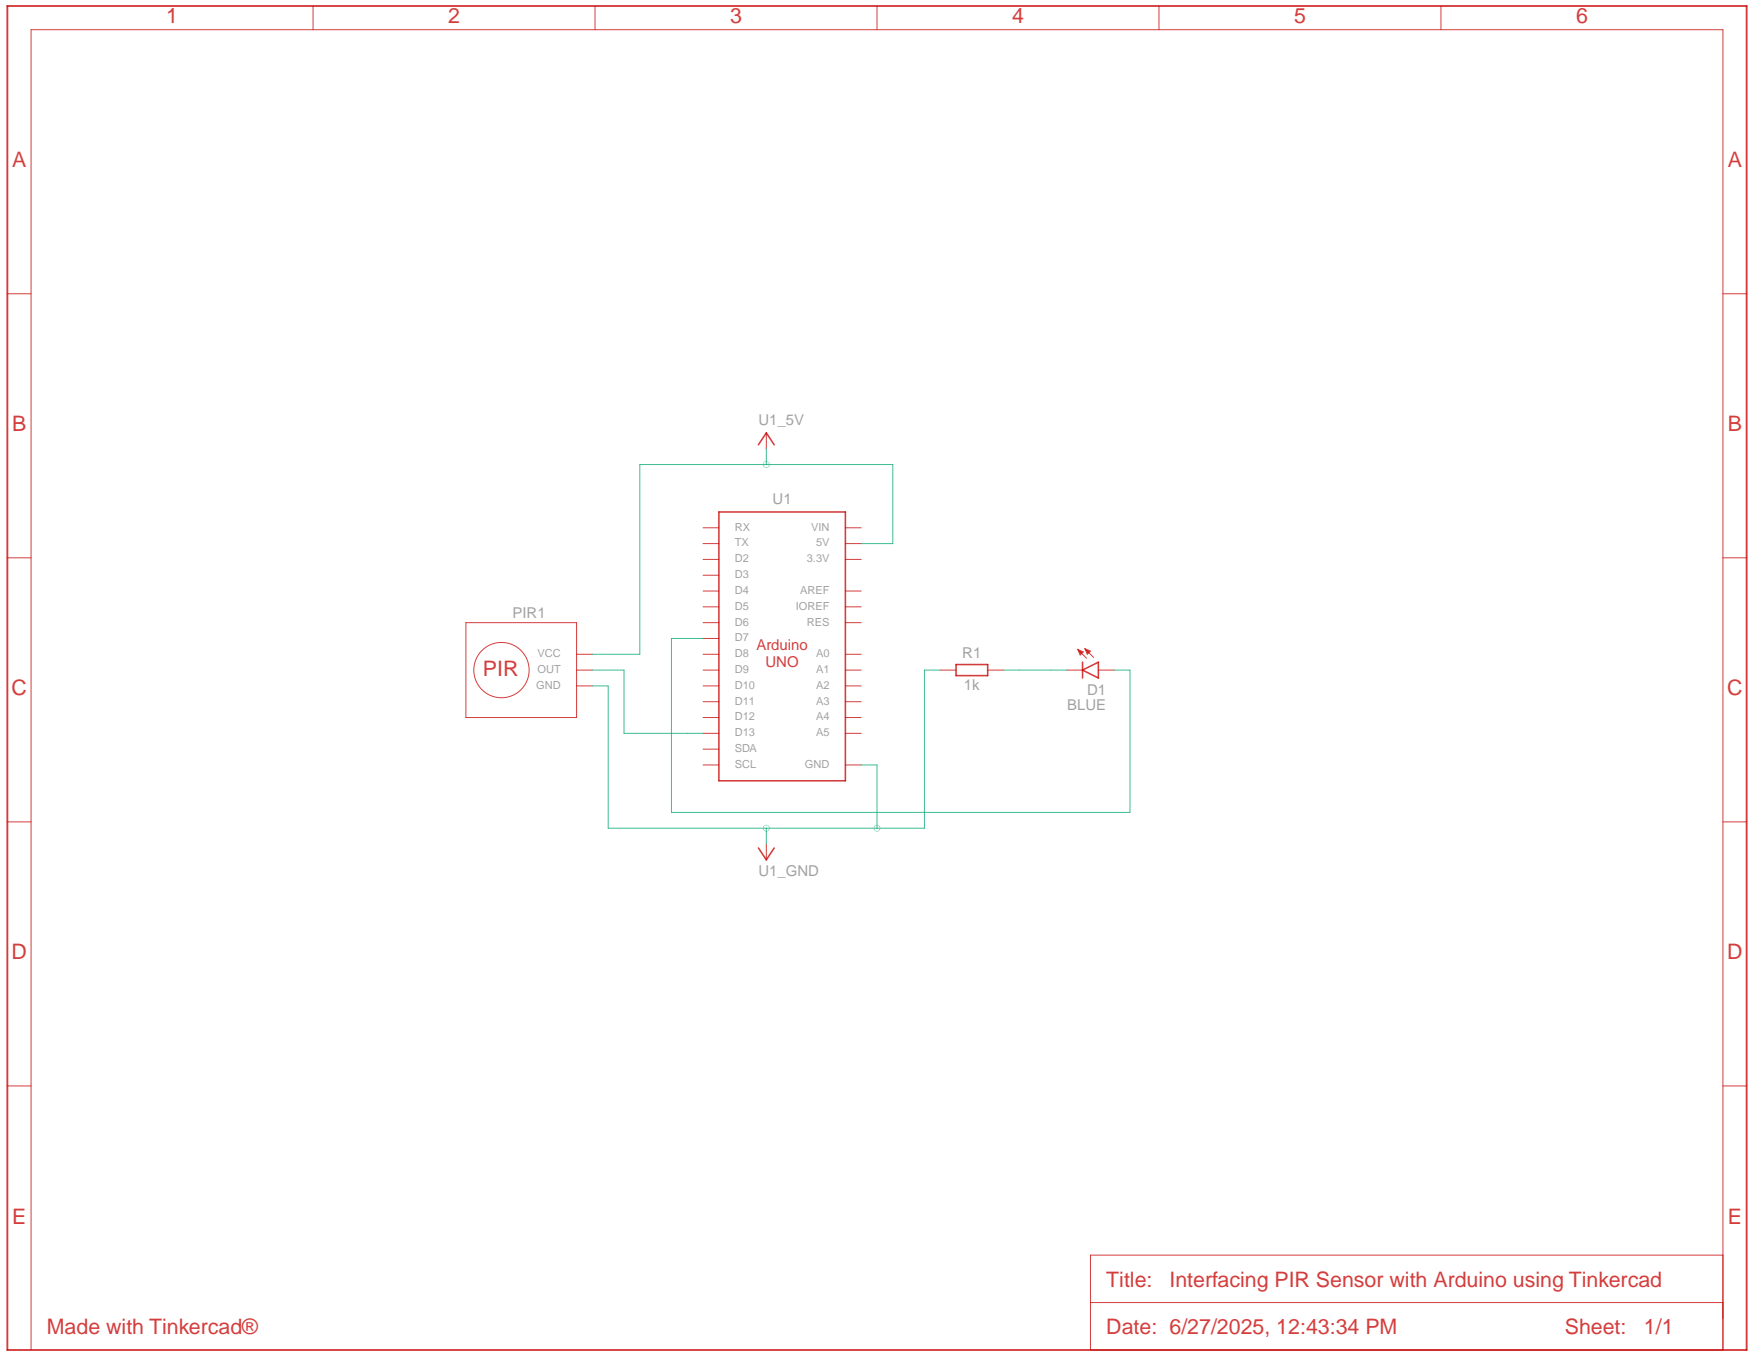 1 2 3 4 5 6
A A
B B
U1_5V
U1
RX VIN
TX 5V
D2 3.3V
D3
D4 AREF
D5 IOREF
PIR1
D6 RES
D7
Arduino
UNO
VCC D8 A0
R1
PIR OUT D9 A1
GND D10 A2
1k
D1
BLUE
C C
D11 A3
D12 A4
D13 A5
SDA
SCL GND
U1_GND
D D
E E
Title: Interfacing PIR Sensor with Arduino using Tinkercad
Made with Tinkercad®
Date: 6/27/2025, 12:43:34 PM Sheet: 1/1